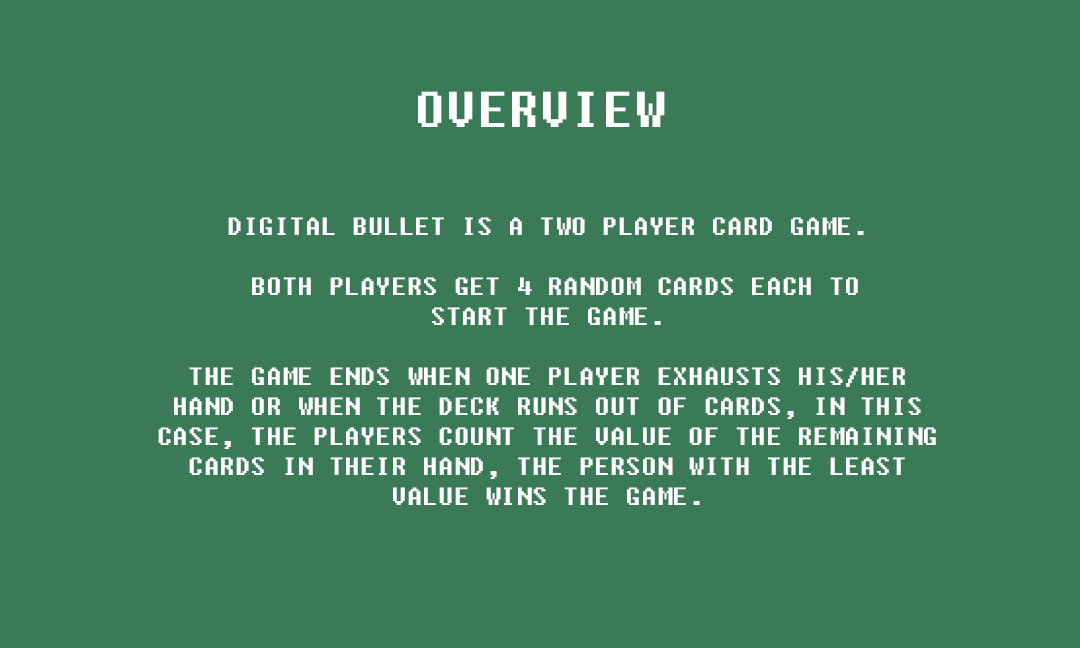 OVERVIEW
DIGITAL BULLET IS A TWO PLAYER CARD GAME.
BOTH PLAYERS GET 4 RANDOM CARDS EACH TO
START THE GAME.
THE GAME ENDS WHEN ONE PLAYER EXHAUSTS HIS/HER
HAND OR WHEN THE DECK RUNS OUT OF CARDS, IN THIS
CASE, THE PLAYERS COUNT THE VALUE OF THE REMAINING
CARDS IN THEIR HAND, THE PERSON WITH THE LEAST
VALUE WINS THE GAME.